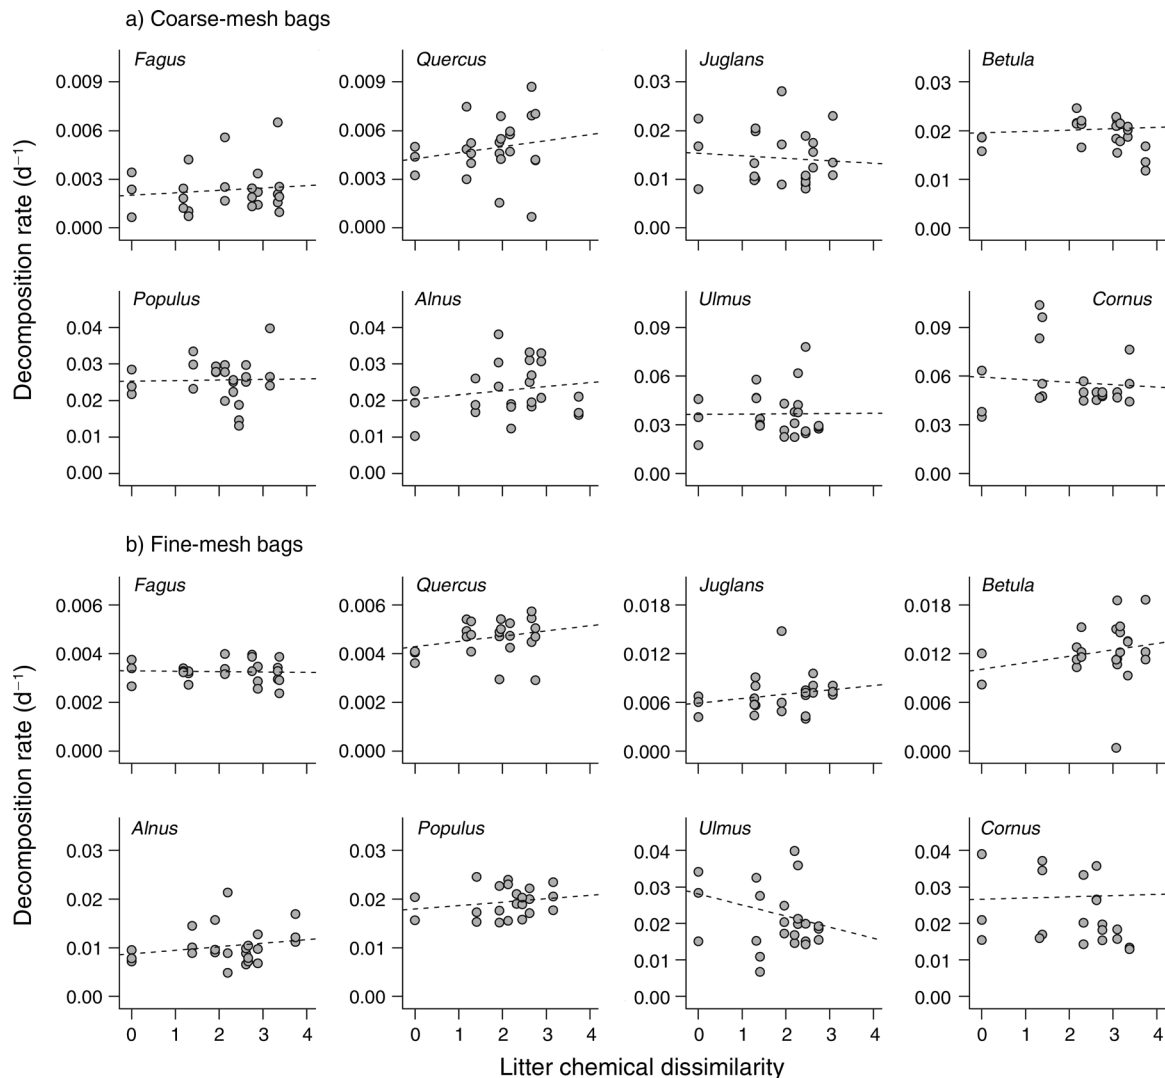 a) Coarse-mesh bags
Decomposition rate (d⁻¹)
Fagus
0.009
0.006
0.003
0.000
Quercus
0.009
0.006
0.003
0.000
Juglans
0.03
0.02
0.01
0.00
Betula
0.03
0.02
0.01
0.00
Populus
0.04
0.03
0.02
0.01
0.00
Alnus
0.04
0.03
0.02
0.01
0.00
Ulmus
0.09
0.06
0.03
0.00
Cornus
0.09
0.06
0.03
0.00
b) Fine-mesh bags
Decomposition rate (d⁻¹)
Fagus
0.006
0.004
0.002
0.000
Quercus
0.006
0.004
0.002
0.000
Juglans
0.018
0.012
0.006
0.000
Betula
0.018
0.012
0.006
0.000
Alnus
0.03
0.02
0.01
0.00
0 1 2 3 4
Populus
0.03
0.02
0.01
0.00
0 1 2 3 4
Ulmus
0.04
0.03
0.02
0.01
0.00
0 1 2 3 4
Cornus
0.04
0.03
0.02
0.01
0.00
0 1 2 3 4
Litter chemical dissimilarity